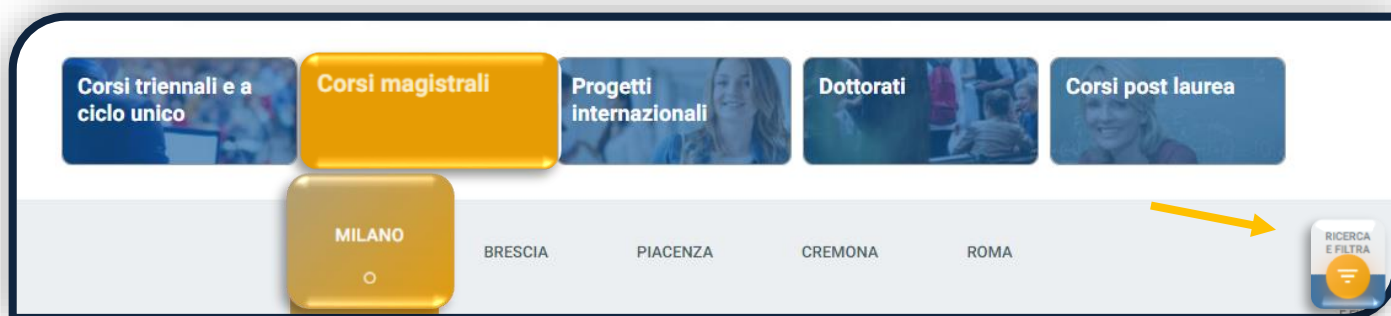 Corsi triennali e a
ciclo unico
Corsi magistrali
Progetti
internazionali
Dottorati
Corsi post laurea
MILANO
BRESCIA
PIACENZA
CREMONA
ROMA
RICERCA
E FILTRA